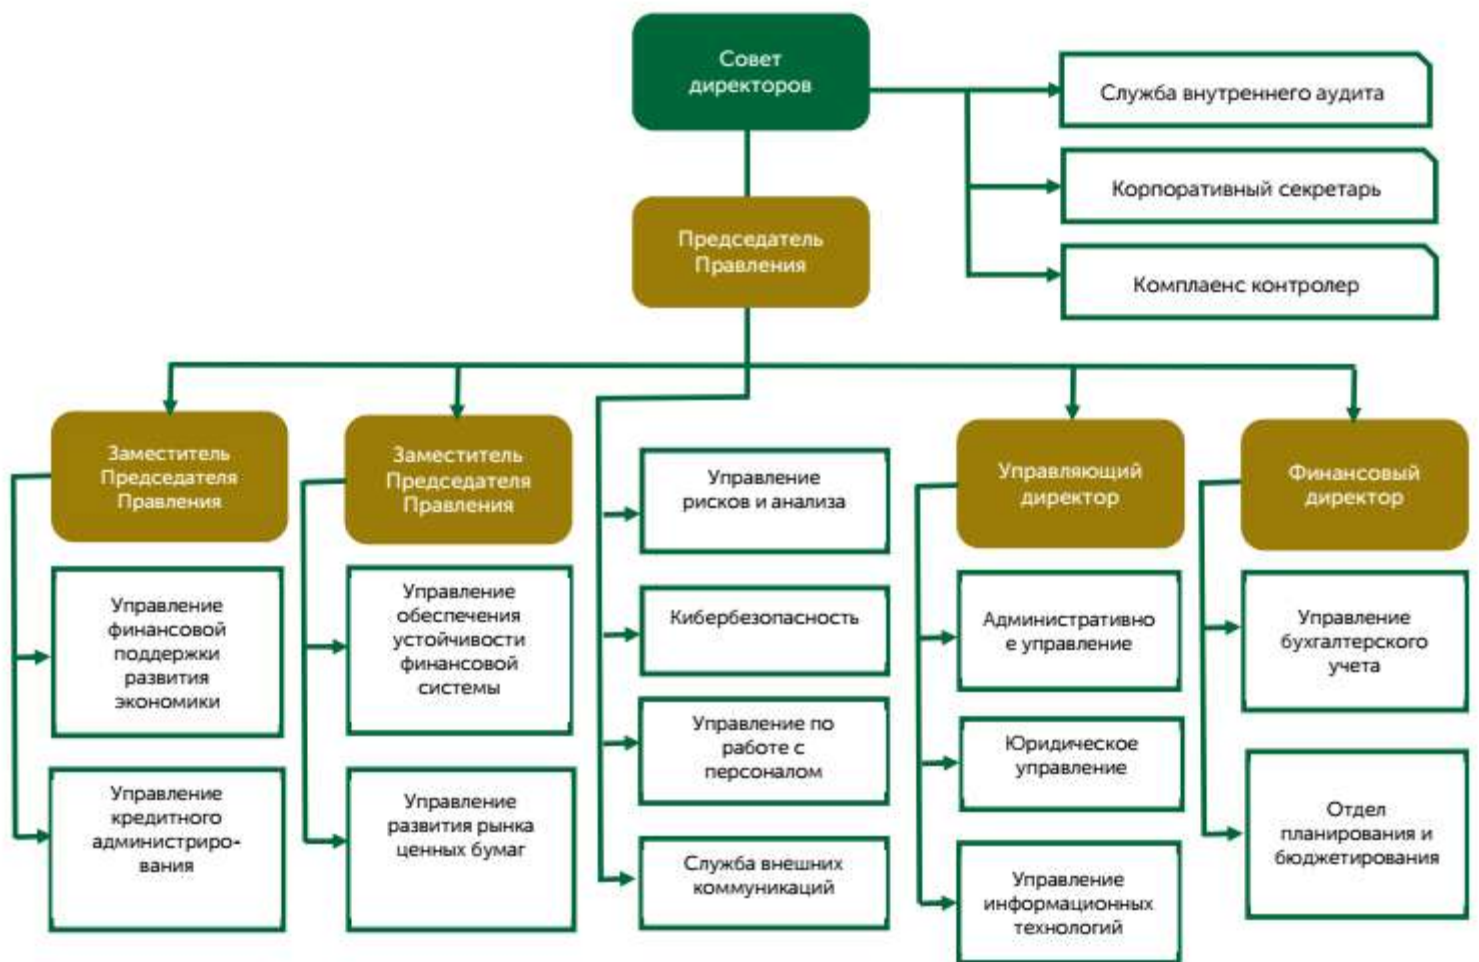 Совет
директоров
Служба внутреннего аудита
Корпоративный секретарь
Комплаенс контролер
Председатель
Правления
Заместитель
Председателя
Правления
Управление
финансовой
поддержки
развития
экономики
Управление
кредитного
администриро-
вания
Заместитель
Председателя
Правления
Управление
обеспечения
устойчивости
финансовой
системы
Управление
развития рынка
ценных бумаг
Управление
рисков и анализа
Кибербезопасность
Управление по
работе с
персоналом
Служба внешних
коммуникаций
Управляющий
директор
Административно
е управление
Юридическое
управление
Управление
информационных
технологий
Финансовый
директор
Управление
бухгалтерского
учета
Отдел
планирования и
бюджетирования